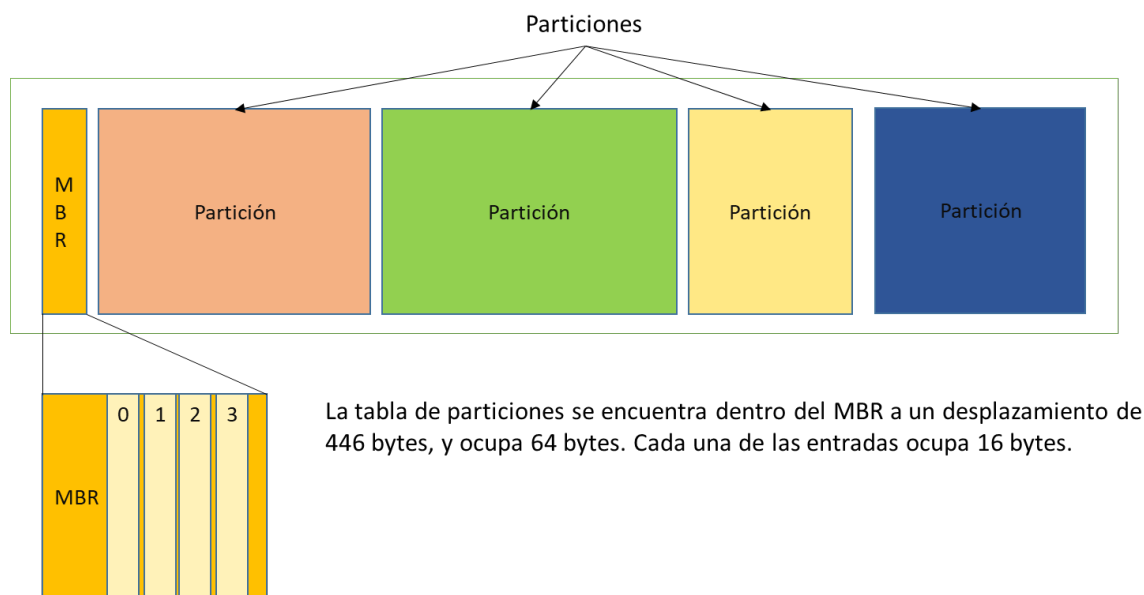 Particiones
M
B
R
Partición
Partición
Partición
Partición
0 1 2 3
MBR
La tabla de particiones se encuentra dentro del MBR a un desplazamiento de
446 bytes, y ocupa 64 bytes. Cada una de las entradas ocupa 16 bytes.